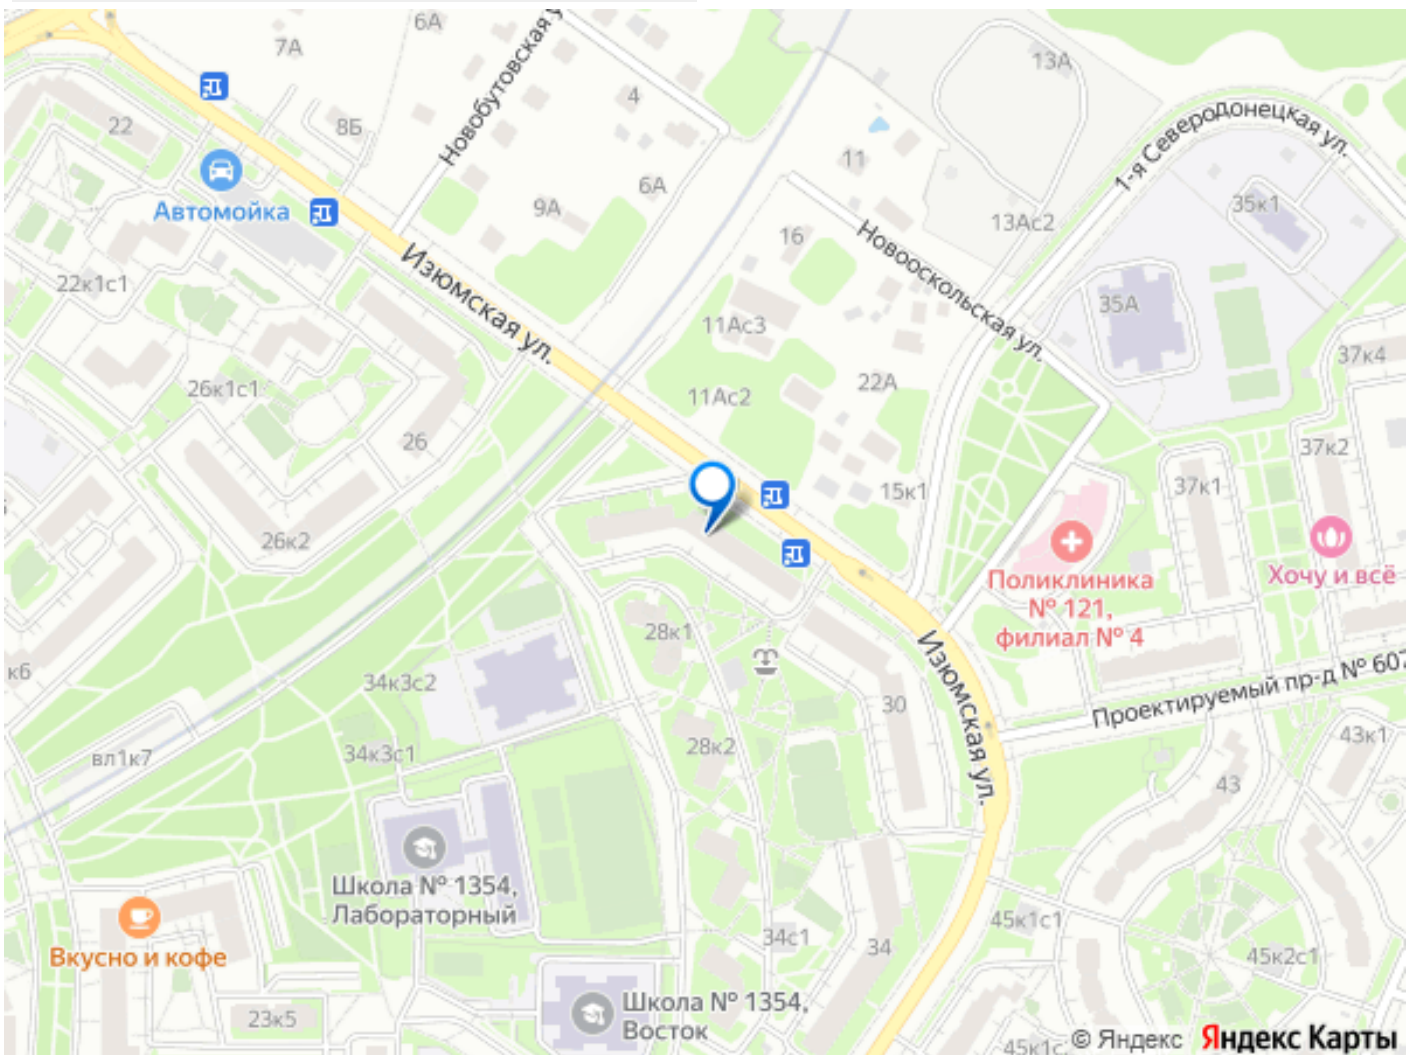 6А
7А
Новобутовская у
13А
4
22
8Б
1-я Северодонецкая ул.
11
6А
9А
Автомойка
35к1
13Ас2
16
Новооскольская ул.
22к1с1
Изюмская ул.
35А
11Ас3
37к4
26к1с1
22А
11Ас2
26
37к2
15к1
37к1
26к2
Поликлиника
№ 121,
филиал № 4
Хочу и всё
28к1
к6
34к3с2
Изюмская ул.
Проектируемый пр-д № 607
30
28к2
43к1
34к3с1
вл1к7
43
Школа № 1354,
Лабораторный
45к1с1
34с1
34
Вкусно и кофе
45к2с1
Школа № 1354,
Восток
23к5
45к1с
© Яндекс Яндекс Карты